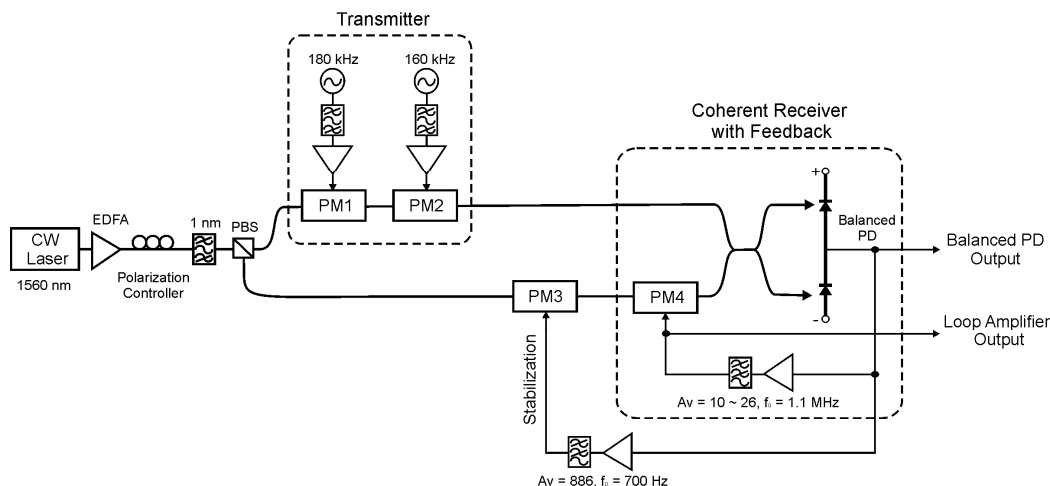 Transmitter
180 kHz
160 kHz
Coherent Receiver
with Feedback
PM1
PM2
+
Balanced
PD
EDFA
1 nm
PBS
CW
Laser
1560 nm
Polarization
Controller
Balanced PD
Output
PM3
PM4
-
Loop Amplifier
Output
Stabilization
Av = 10 ~ 26, f₀ = 1.1 MHz
Av = 886, f₀ = 700 Hz